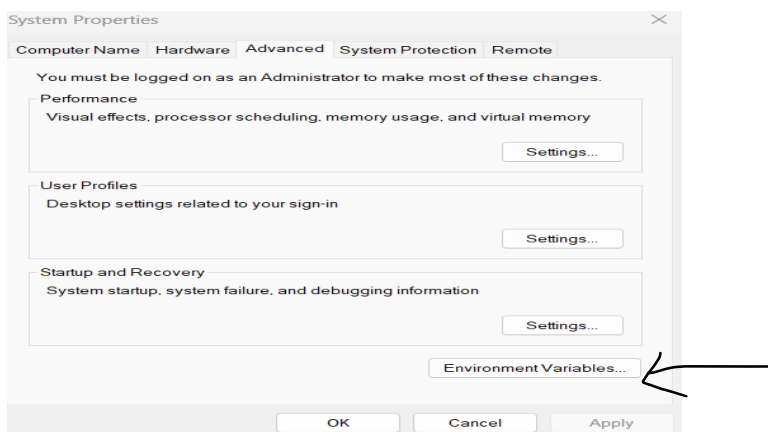 System Properties
Computer Name Hardware Advanced System Protection Remote
You must be logged on as an Administrator to make most of these changes.
Performance
Visual effects, processor scheduling, memory usage, and virtual memory
Settings...
User Profiles
Desktop settings related to your sign-in
Settings...
Startup and Recovery
System startup, system failure, and debugging information
Settings...
Environment Variables...
OK Cancel Apply